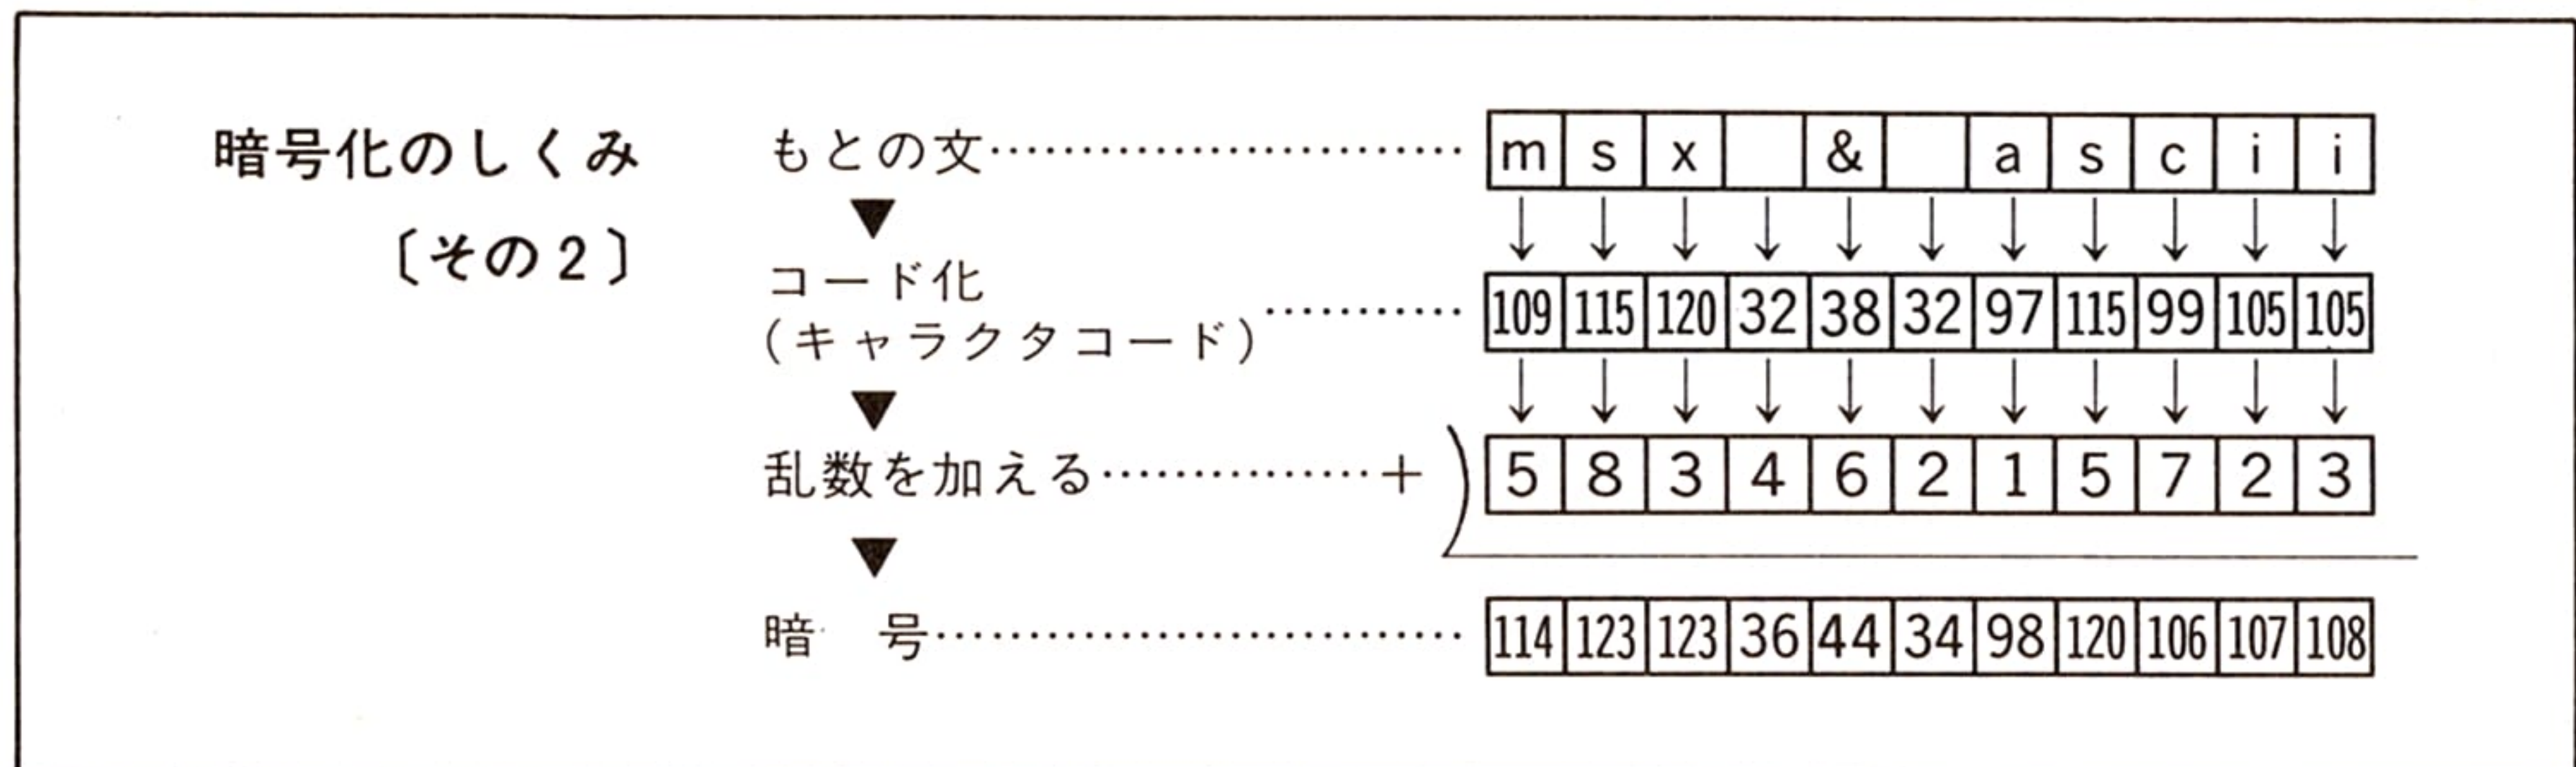 暗号化のしくみ
〔その2〕
もとの文 m s x & a s c i i
▼
コード化
(キャラクタコード) 109 115 120 32 38 32 97 115 99 105 105
▼
乱数を加える + 5 8 3 4 6 2 1 5 7 2 3
▼
暗 号 114 123 123 36 44 34 98 120 106 107 108